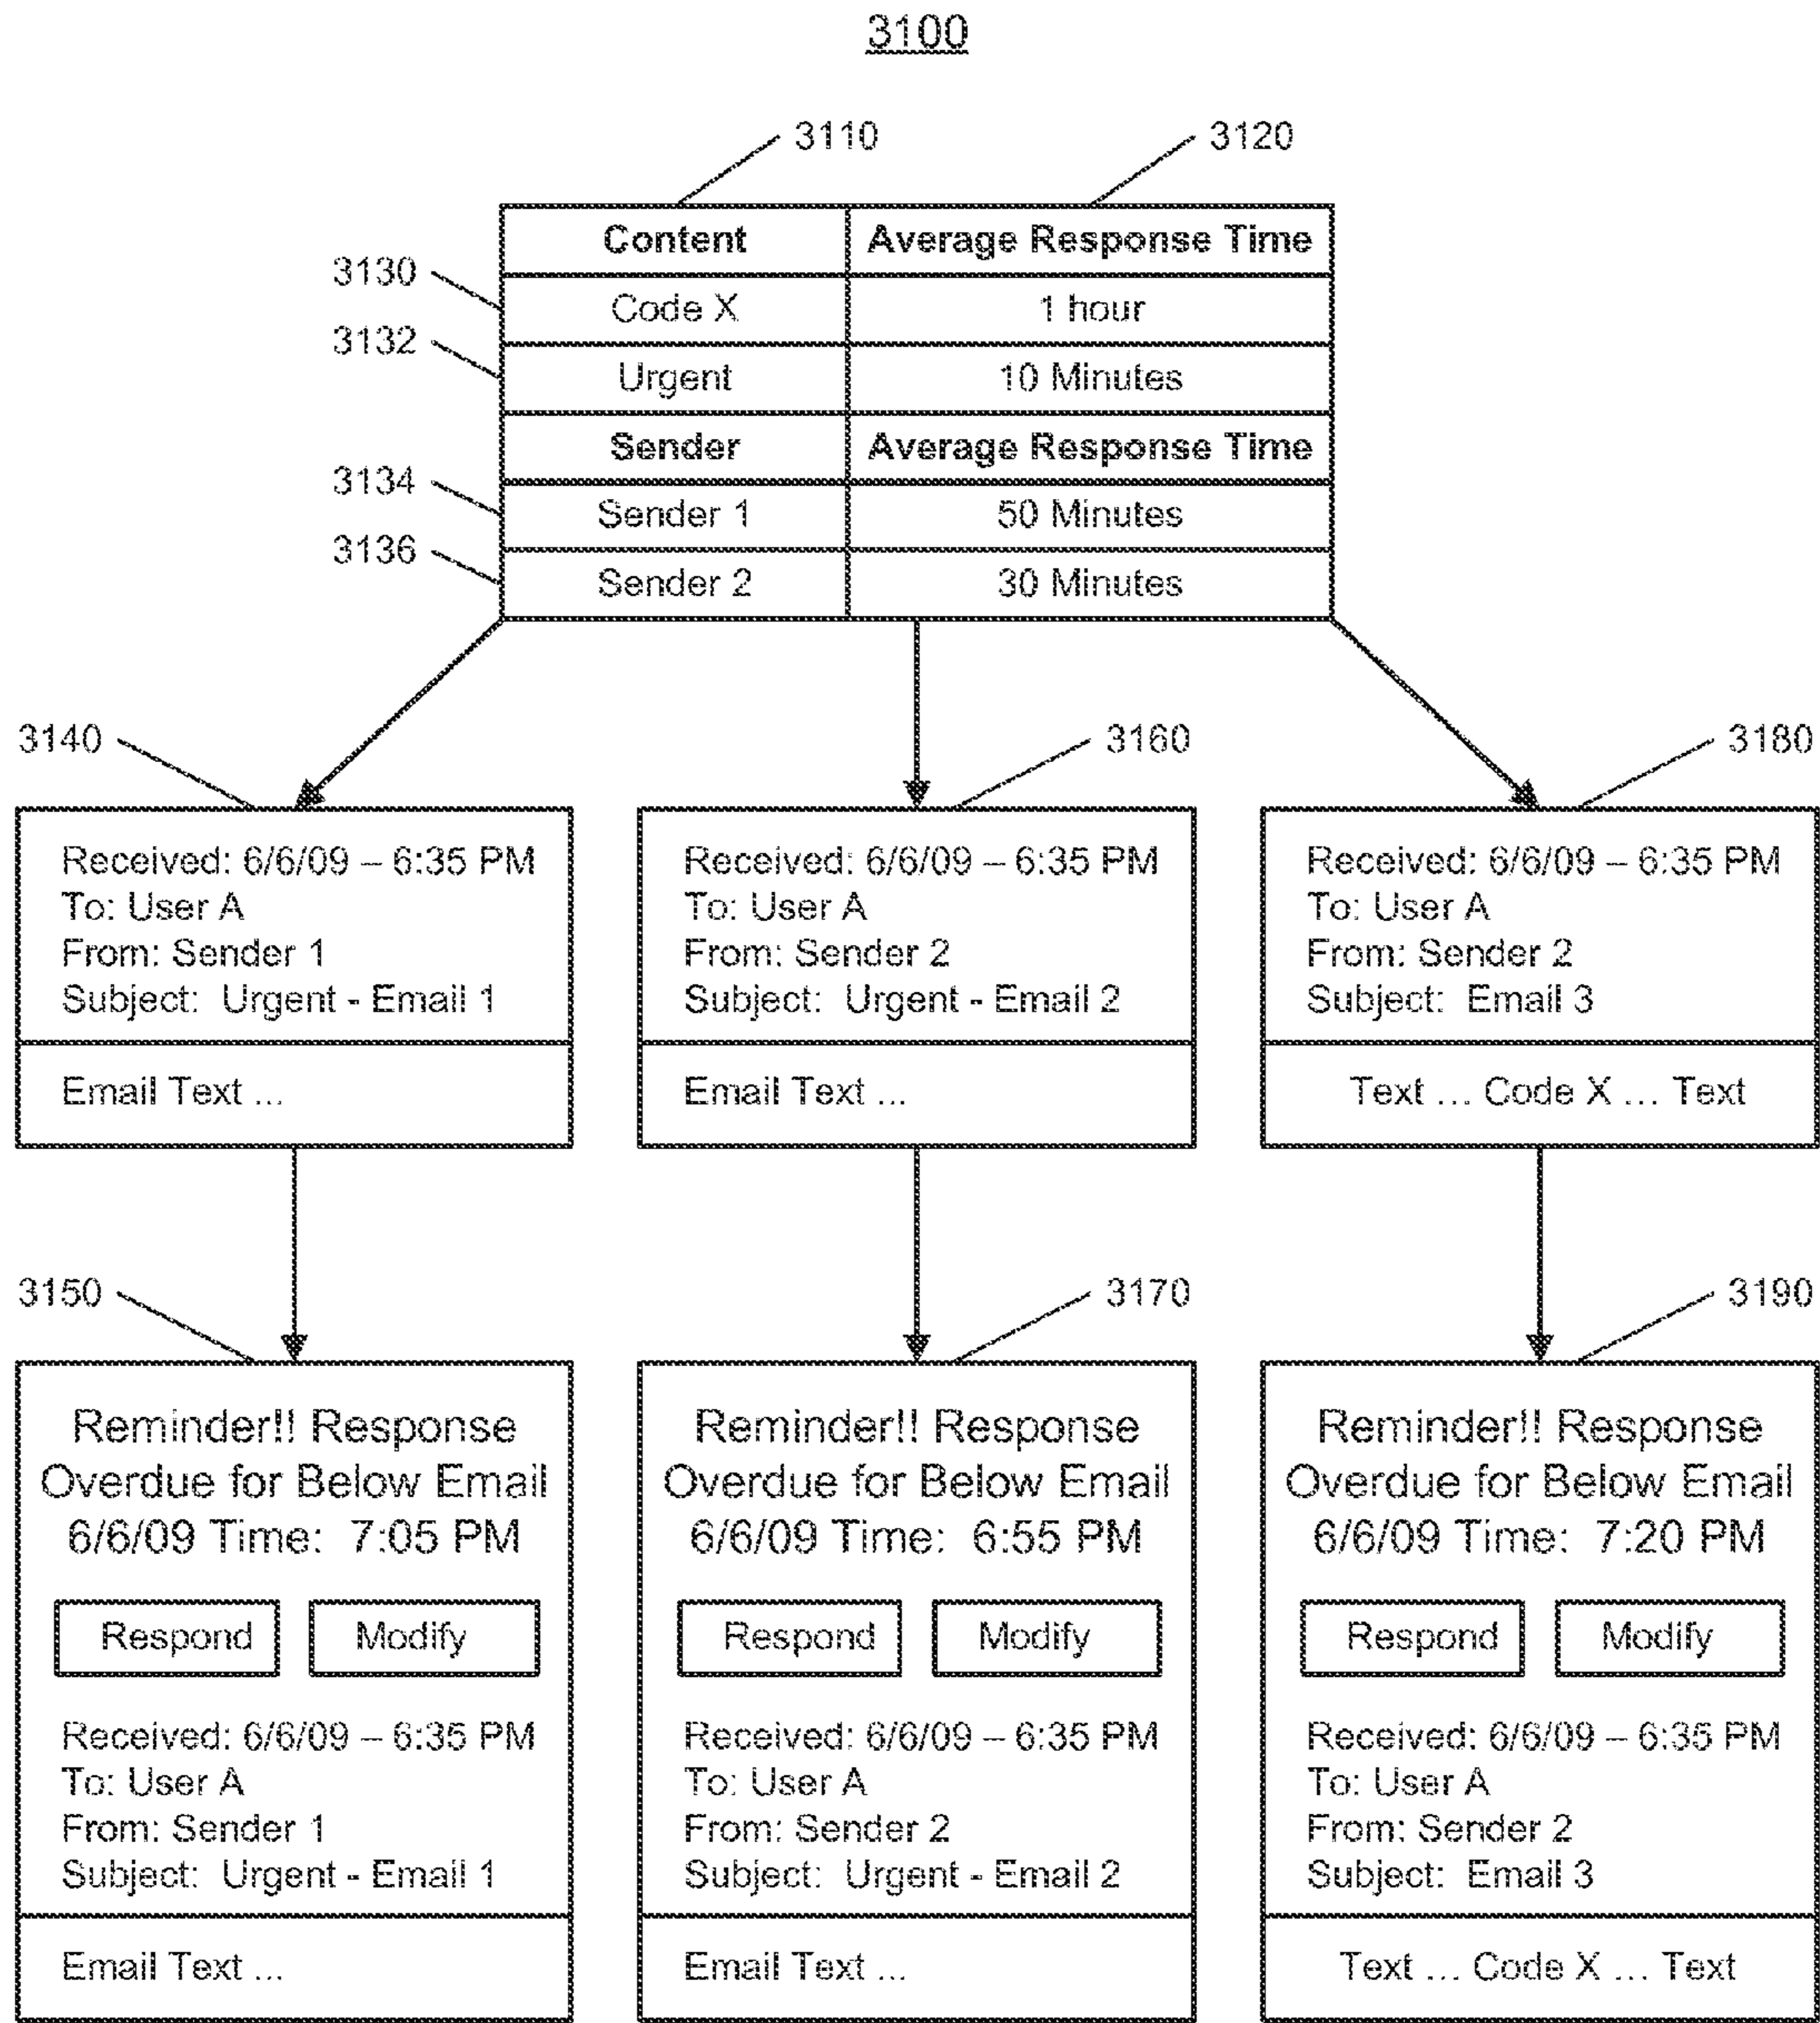 3100
3110
3120
Content Average Response Time
3130
Code X 1 hour
3132
Urgent 10 Minutes
Sender Average Response Time
3134
Sender 1 50 Minutes
3136
Sender 2 30 Minutes
3140
Received: 6/6/09 – 6:35 PM
To: User A
From: Sender 1
Subject: Urgent - Email 1
Email Text ...
3160
Received: 6/6/09 – 6:35 PM
To: User A
From: Sender 2
Subject: Urgent - Email 2
Email Text ...
3180
Received: 6/6/09 – 6:35 PM
To: User A
From: Sender 2
Subject: Email 3
Text ... Code X ... Text
3150
Reminder!! Response
Overdue for Below Email
6/6/09 Time: 7:05 PM
Respond Modify
Received: 6/6/09 – 6:35 PM
To: User A
From: Sender 1
Subject: Urgent - Email 1
Email Text ...
3170
Reminder!! Response
Overdue for Below Email
6/6/09 Time: 6:55 PM
Respond Modify
Received: 6/6/09 – 6:35 PM
To: User A
From: Sender 2
Subject: Urgent - Email 2
Email Text ...
3190
Reminder!! Response
Overdue for Below Email
6/6/09 Time: 7:20 PM
Respond Modify
Received: 6/6/09 – 6:35 PM
To: User A
From: Sender 2
Subject: Email 3
Text ... Code X ... Text